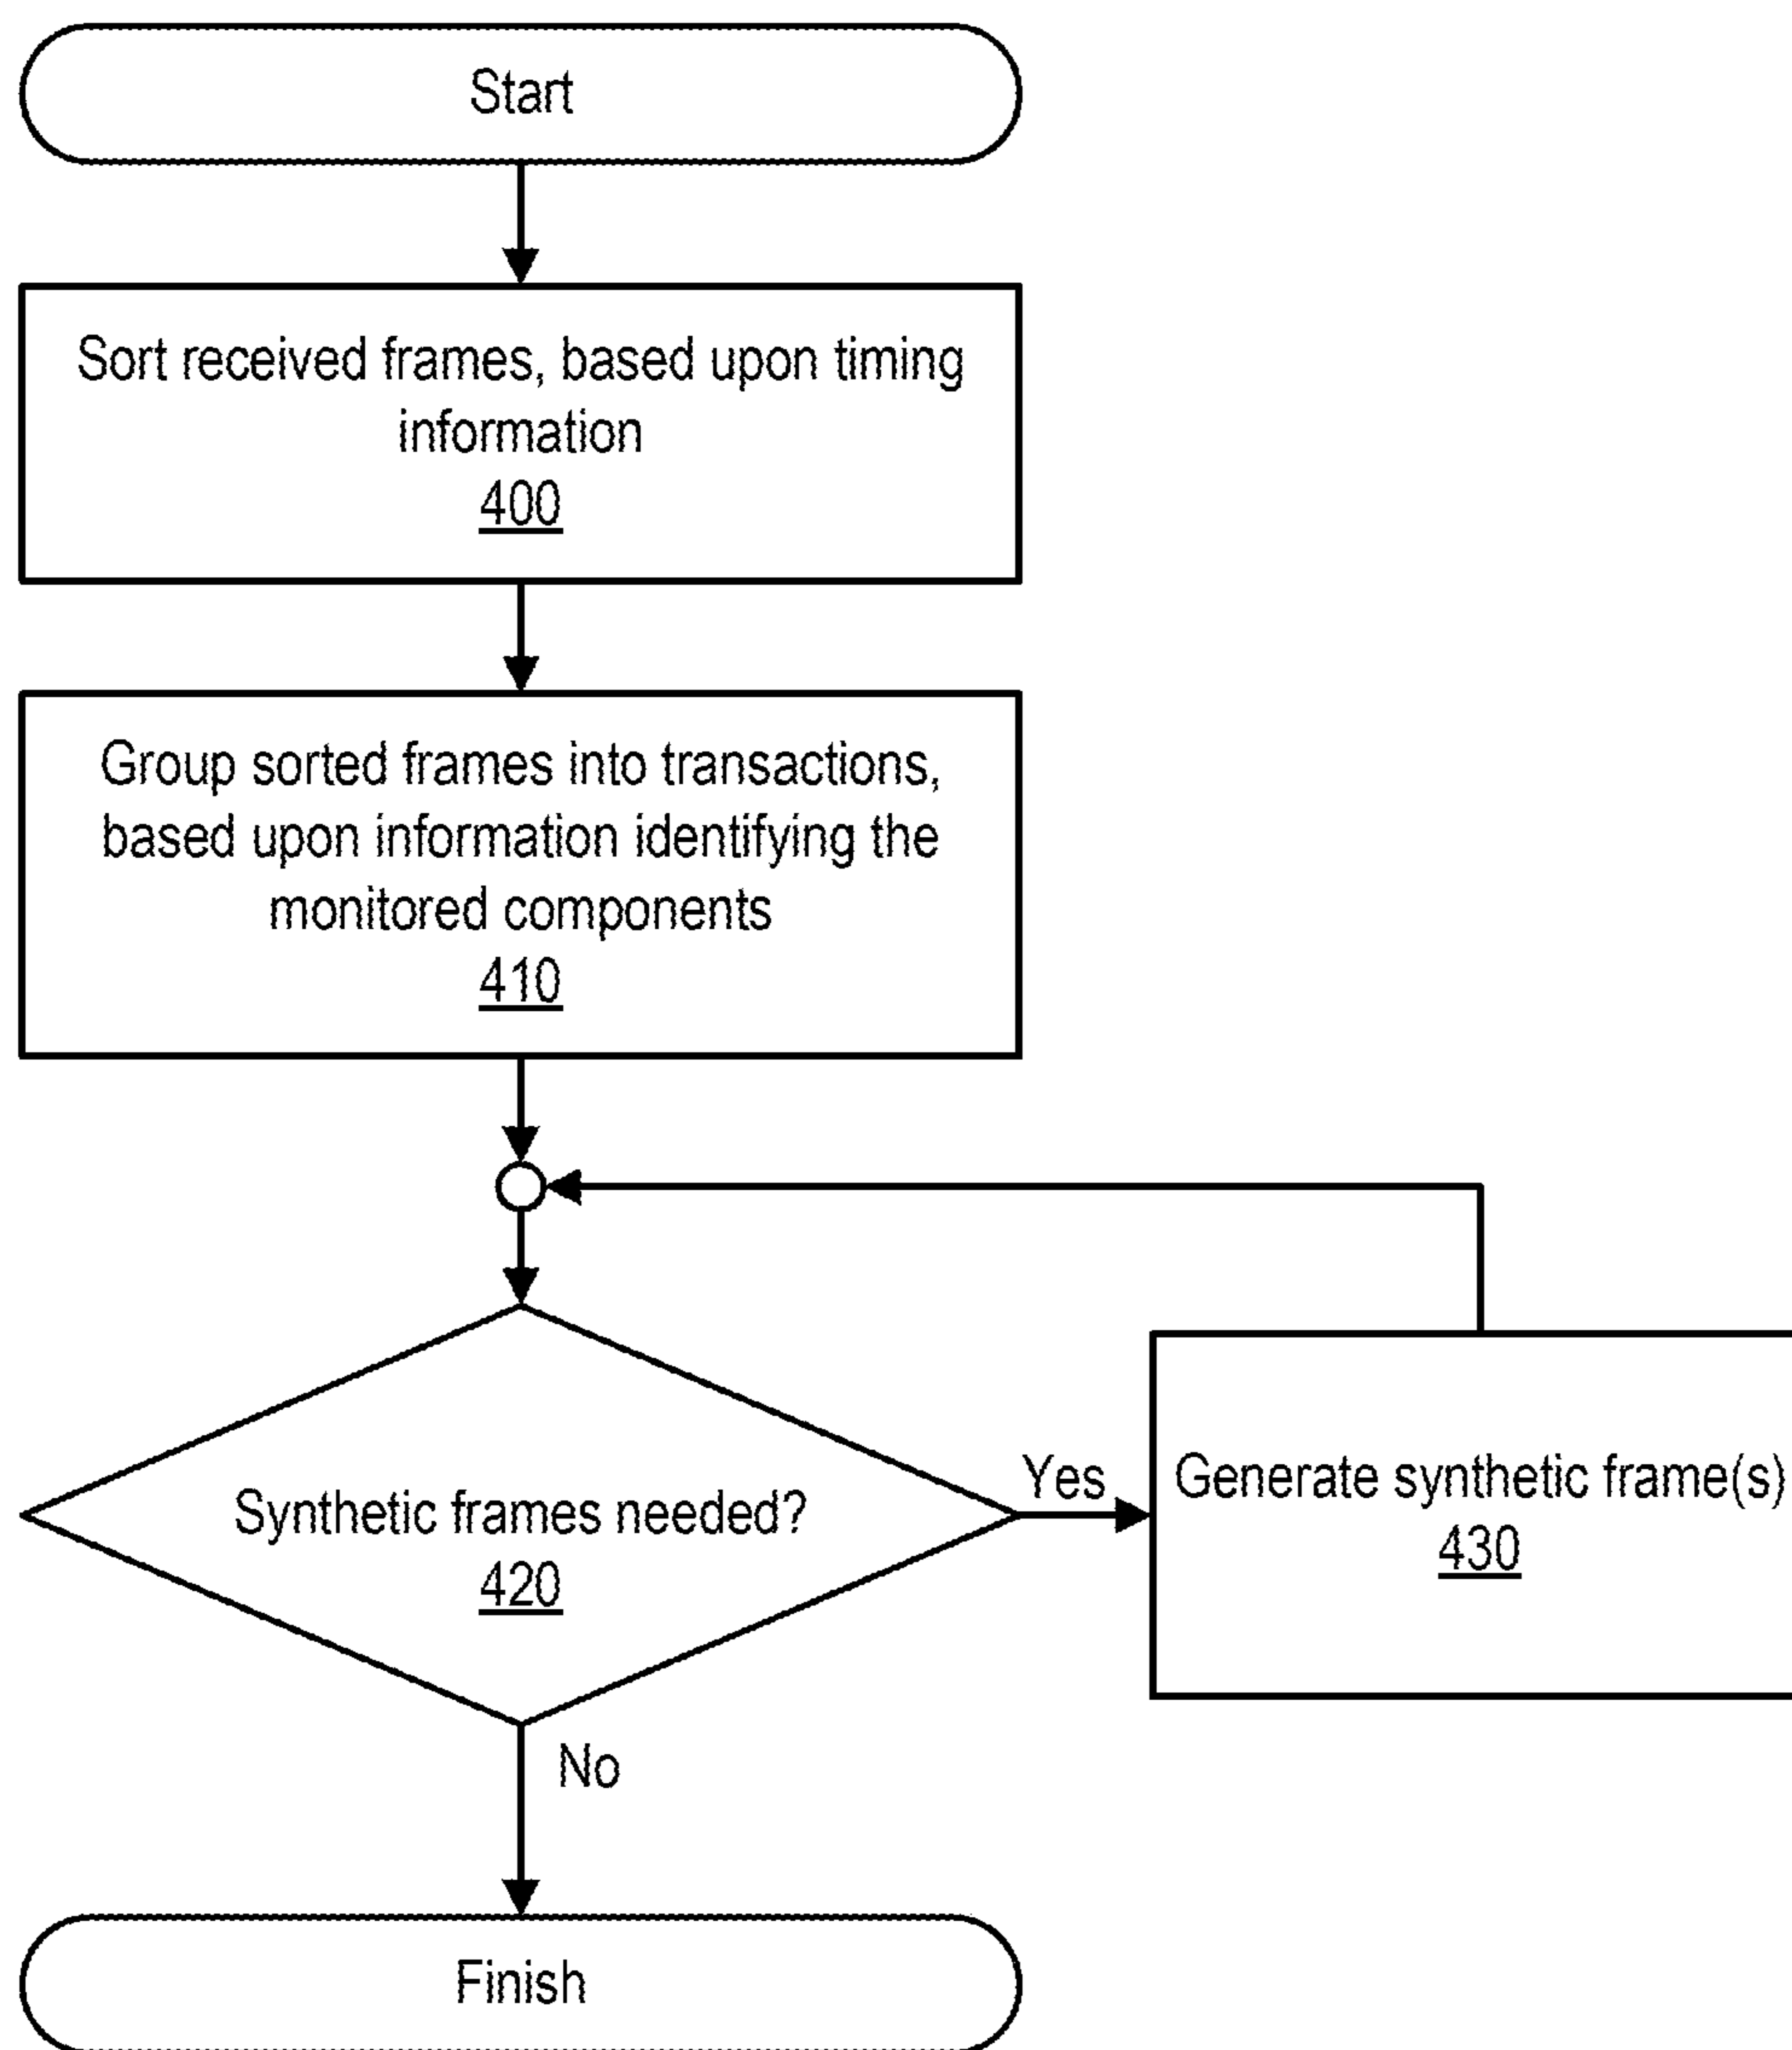 Start
Sort received frames, based upon timing
information
400
Group sorted frames into transactions,
based upon information identifying the
monitored components
410
Synthetic frames needed?
420
Yes
Generate synthetic frame(s)
430
No
Finish